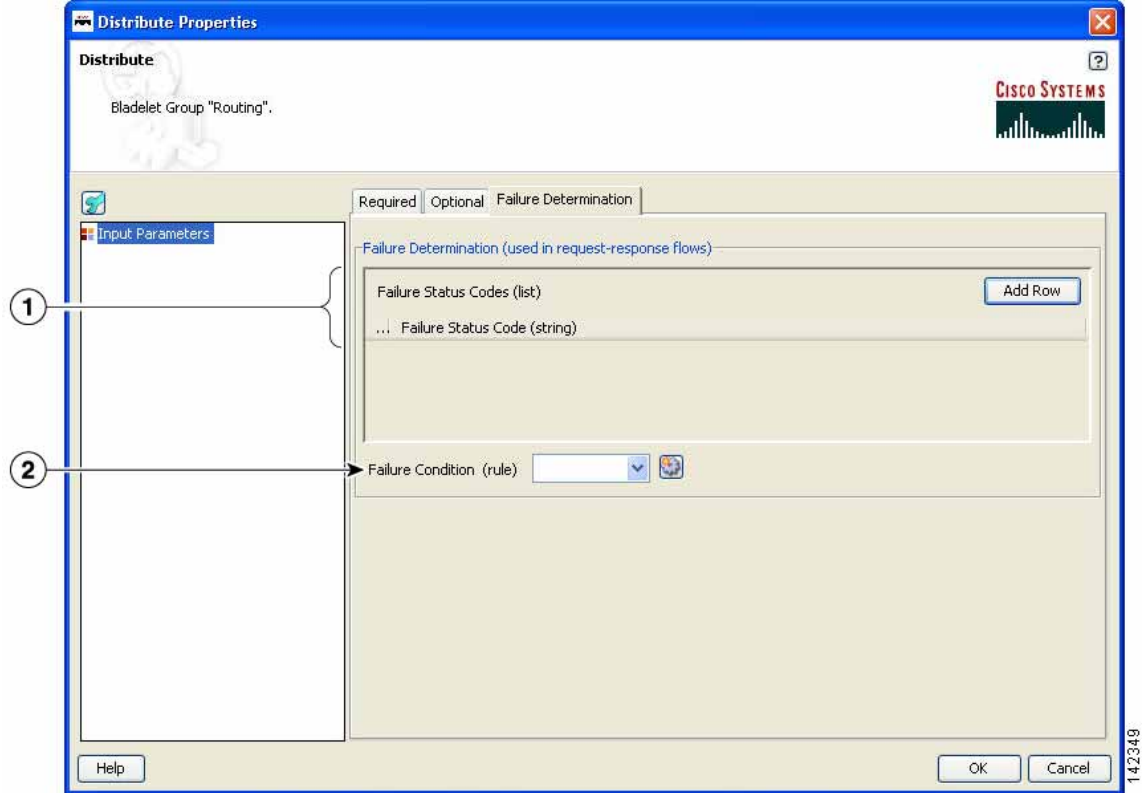 Distribute Properties
Distribute
?
Bladelet Group "Routing".
CISCO SYSTEMS
Required Optional Failure Determination
Input Parameters
Failure Determination (used in request-response flows)
1
Failure Status Codes (list)
Add Row
... Failure Status Code (string)
2
Failure Condition (rule)
Help
OK
Cancel
142349